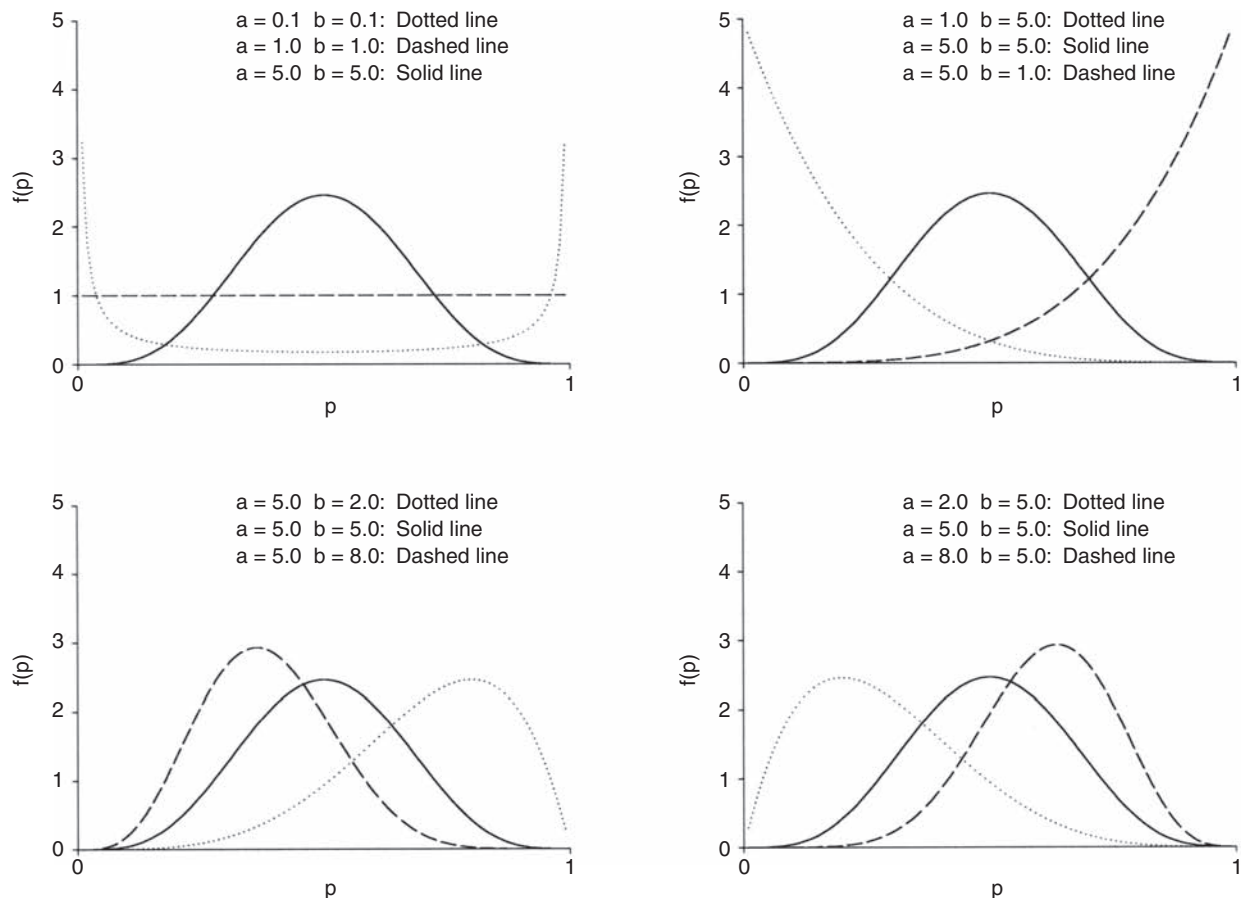 a = 0.1 b = 0.1: Dotted line
a = 1.0 b = 1.0: Dashed line
a = 5.0 b = 5.0: Solid line
5
4
3
2
1
0
f(p)
0 1
p
a = 1.0 b = 5.0: Dotted line
a = 5.0 b = 5.0: Solid line
a = 5.0 b = 1.0: Dashed line
5
4
3
2
1
0
f(p)
0 1
p
a = 5.0 b = 2.0: Dotted line
a = 5.0 b = 5.0: Solid line
a = 5.0 b = 8.0: Dashed line
5
4
3
2
1
0
f(p)
0 1
p
a = 2.0 b = 5.0: Dotted line
a = 5.0 b = 5.0: Solid line
a = 8.0 b = 5.0: Dashed line
5
4
3
2
1
0
f(p)
0 1
p